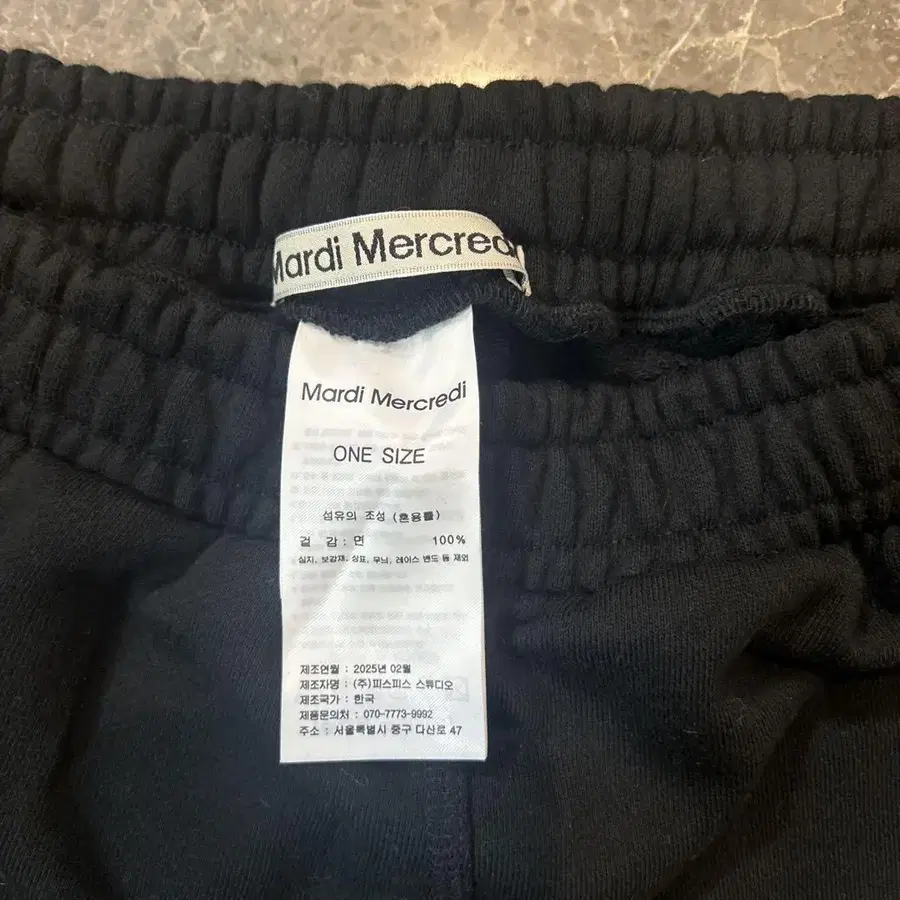 Mardi Mercredi
Mardi Mercredi
ONE SIZE
섬유의 조성 (혼용률)
겉 감 : 면 100%
심지, 보강재, 상표, 무늬, 레이스 밴드 등 제외
제조연월 : 2025년 02월
제조자명 : (주)피스피스 스튜디오
제조국가 : 한국
제품문의처 : 070-7773-9992
주소 : 서울특별시 중구 다산로 47